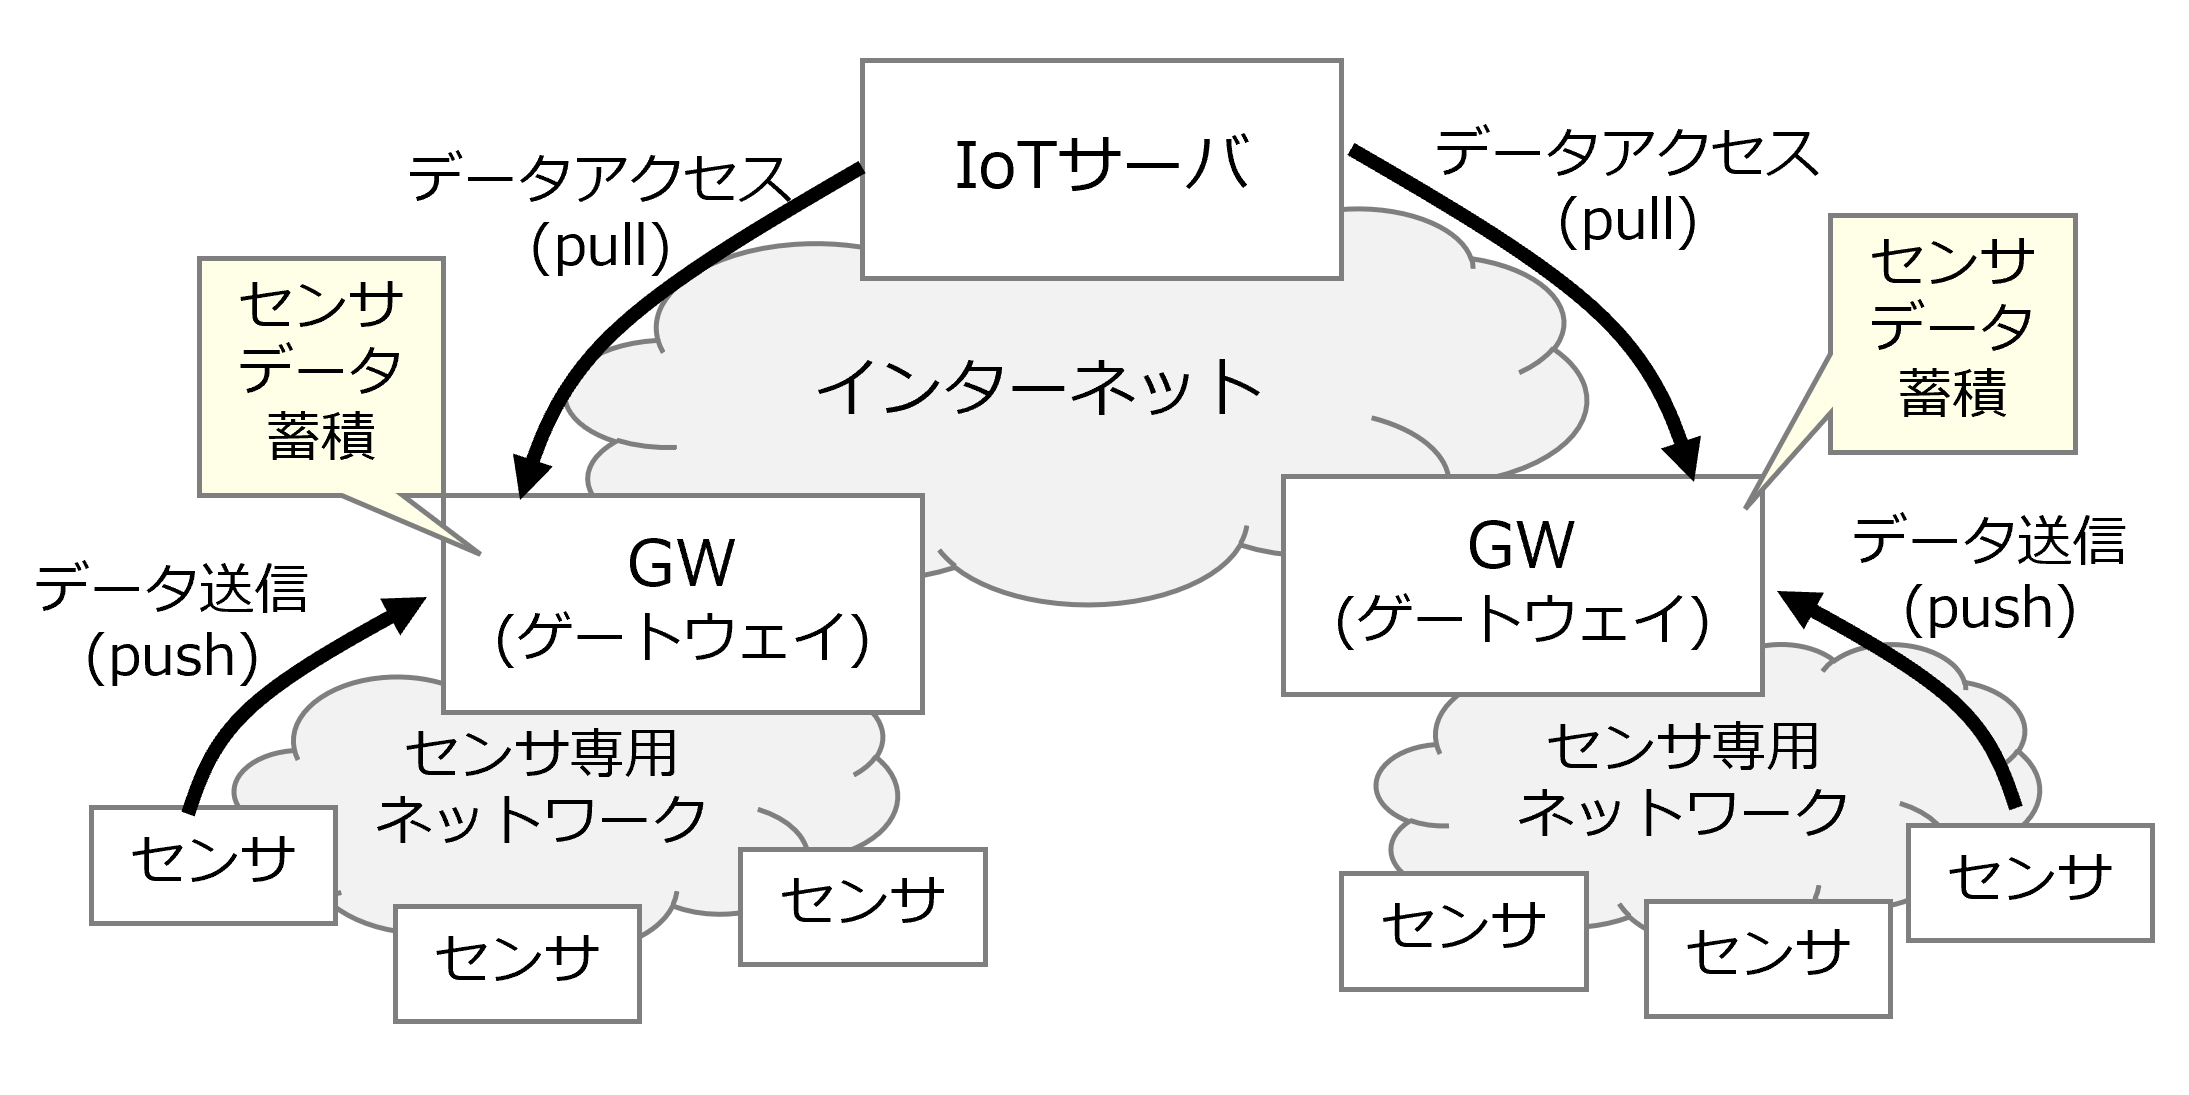 IoTサーバ
データアクセス
(pull)
データアクセス
(pull)
センサ
データ
蓄積
センサ
データ
蓄積
インターネット
GW
(ゲートウェイ)
GW
(ゲートウェイ)
データ送信
(push)
データ送信
(push)
センサ専用
ネットワーク
センサ専用
ネットワーク
センサ
センサ
センサ
センサ
センサ
センサ